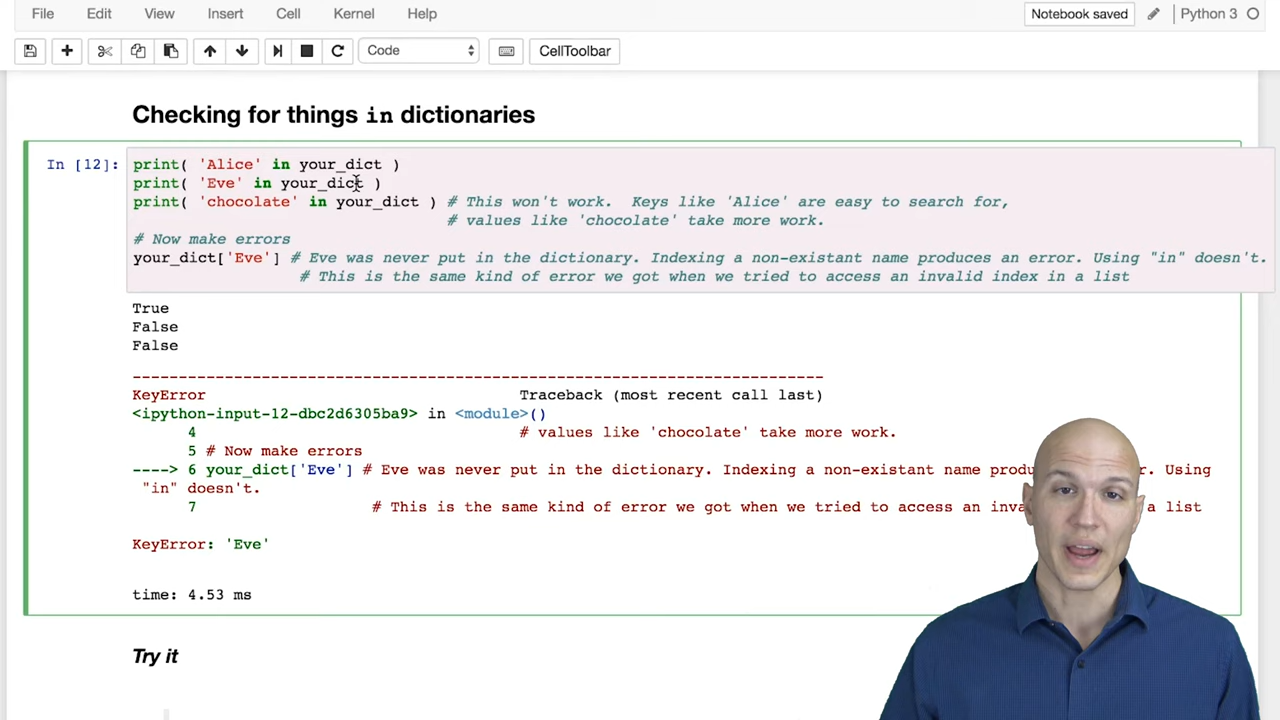 File Edit View Insert Cell Kernel Help Notebook saved Python 3
Code CellToolbar
Checking for things in dictionaries
In [12]: print( 'Alice' in your_dict )
print( 'Eve' in your_dict )
print( 'chocolate' in your_dict ) # This won't work.  Keys like 'Alice' are easy to search for,
# values like 'chocolate' take more work.
# Now make errors
your_dict['Eve'] # Eve was never put in the dictionary. Indexing a non-existant name produces an error. Using "in" doesn't.
# This is the same kind of error we got when we tried to access an invalid index in a list
True
False
False
---------------------------------------------------------------------------
KeyError Traceback (most recent call last)
<ipython-input-12-dbc2d6305ba9> in <module>()
4 # values like 'chocolate' take more work.
5 # Now make errors
----> 6 your_dict['Eve'] # Eve was never put in the dictionary. Indexing a non-existant name r. Using
"in" doesn't.
7 # This is the same kind of error we got when we tried to access an a list
KeyError: 'Eve'
time: 4.53 ms
Try it